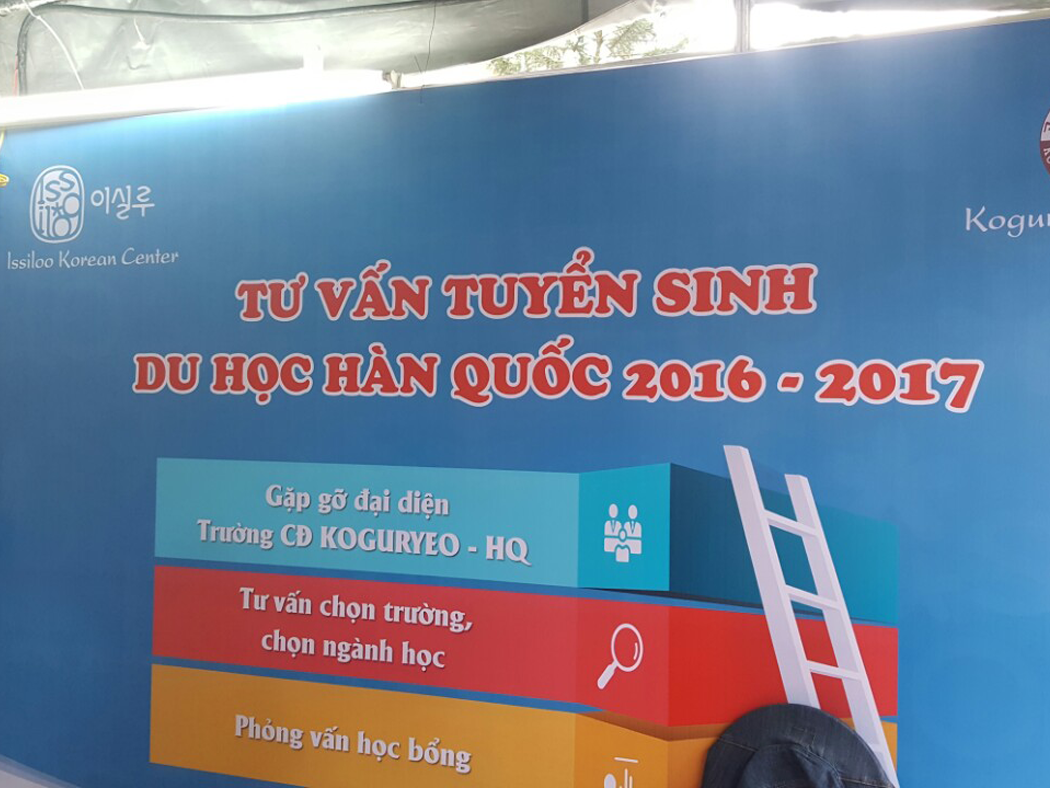 이실루
Issiloo Korean Center
TƯ VẤN TUYỂN SINH
DU HỌC HÀN QUỐC 2016 - 2017
Gặp gỡ đại diện
Trường CĐ KOGURYEO - HQ
Tư vấn chọn trường,
chọn ngành học
Phỏng vấn học bổng